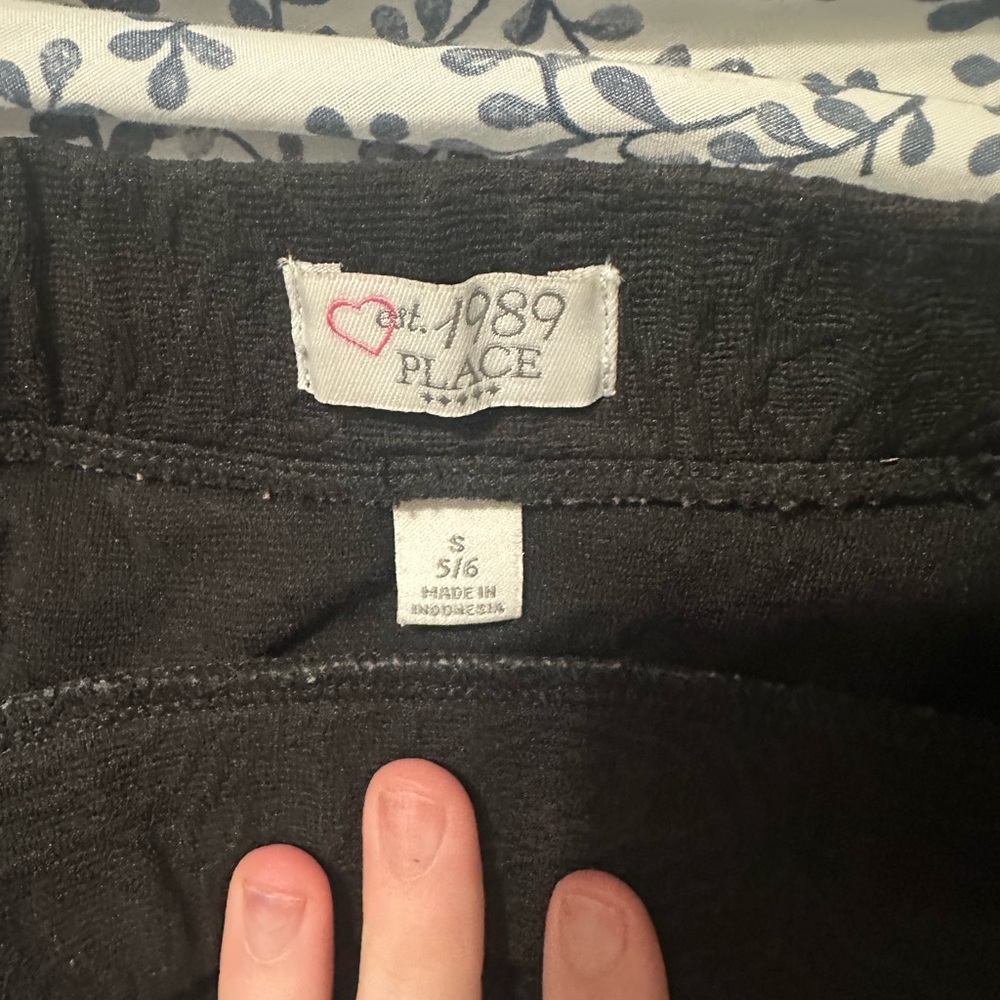 est. 1989
PLACE
S
5/6
MADE IN
INDONESIA